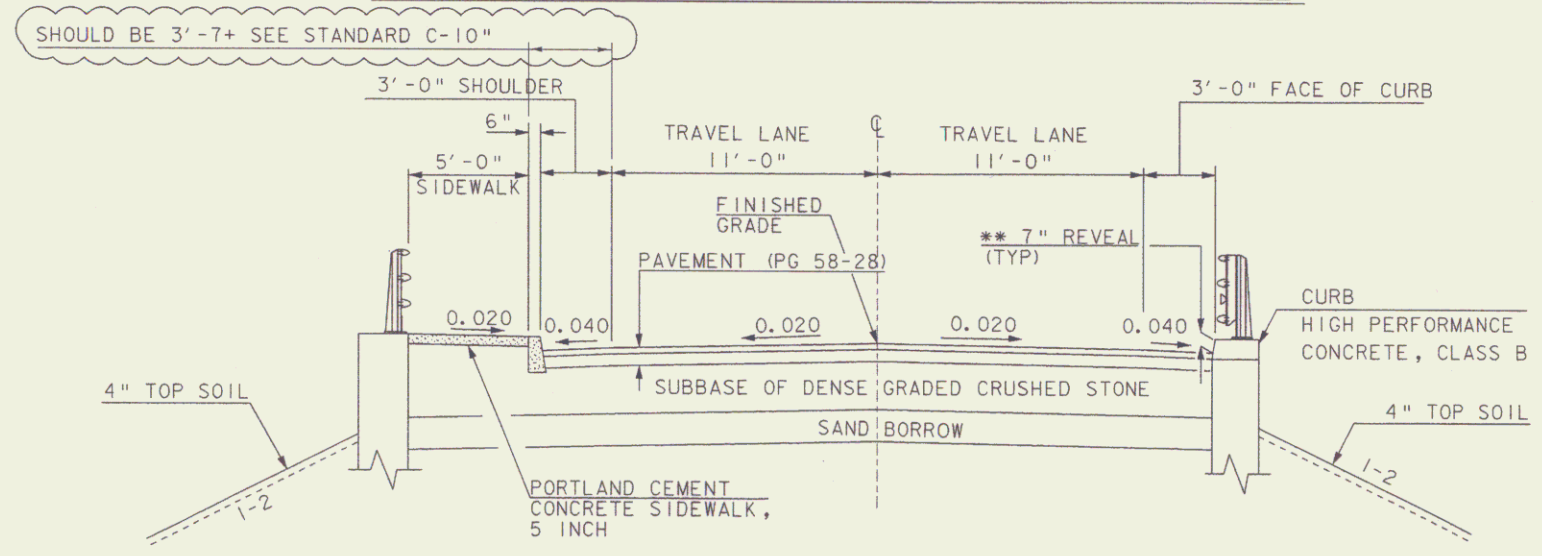 SHOULD BE 3'-7+ SEE STANDARD C-10"
3'-0" SHOULDER
3'-0" FACE OF CURB
6"
TRAVEL LANE
11'-0"
℄
TRAVEL LANE
11'-0"
5'-0"
SIDEWALK
FINISHED
GRADE
** 7" REVEAL
(TYP)
PAVEMENT (PG 58-28)
CURB
HIGH PERFORMANCE
CONCRETE, CLASS B
0.020
0.040
0.020
0.020
0.040
SUBBASE OF DENSE GRADED CRUSHED STONE
4" TOP SOIL
4" TOP SOIL
SAND BORROW
1-2
1-2
PORTLAND CEMENT
CONCRETE SIDEWALK,
5 INCH